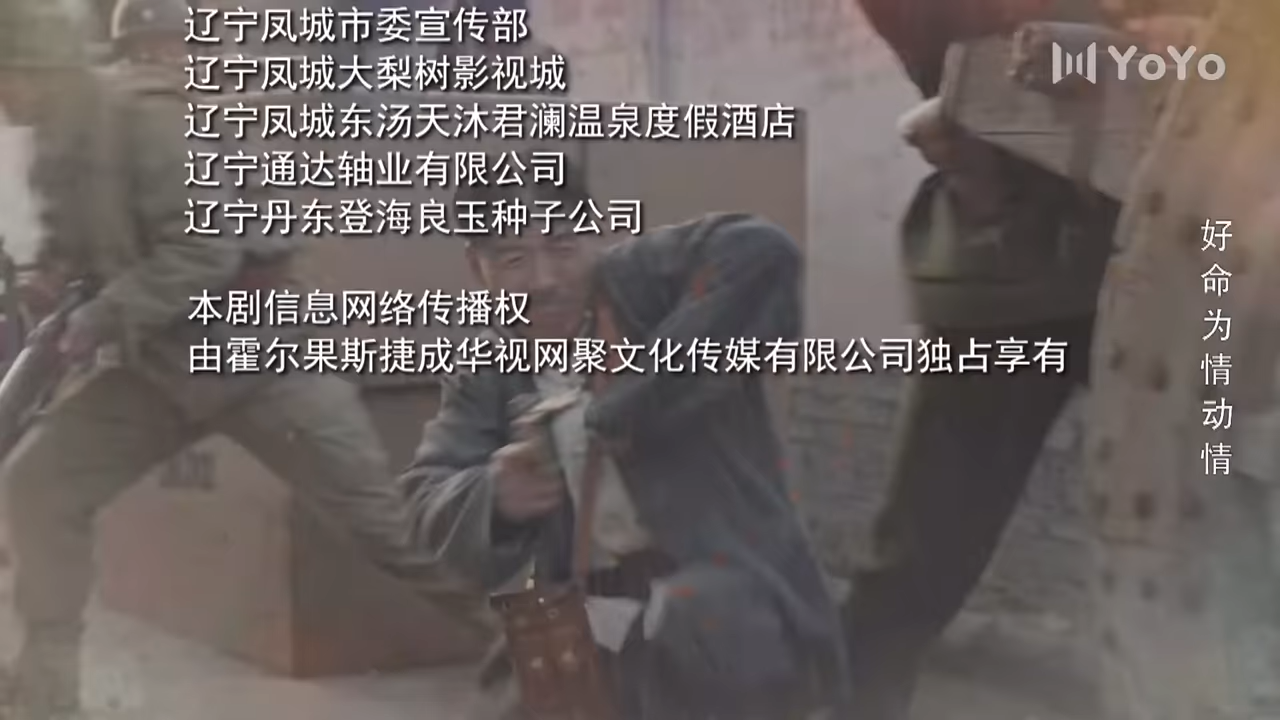 辽宁凤城市委宣传部
辽宁凤城大梨树影视城
辽宁凤城东汤天沐君澜温泉度假酒店
辽宁通达轴业有限公司
辽宁丹东登海良玉种子公司
本剧信息网络传播权
由霍尔果斯捷成华视网聚文化传媒有限公司独占享有
YoYo
好命为情动情